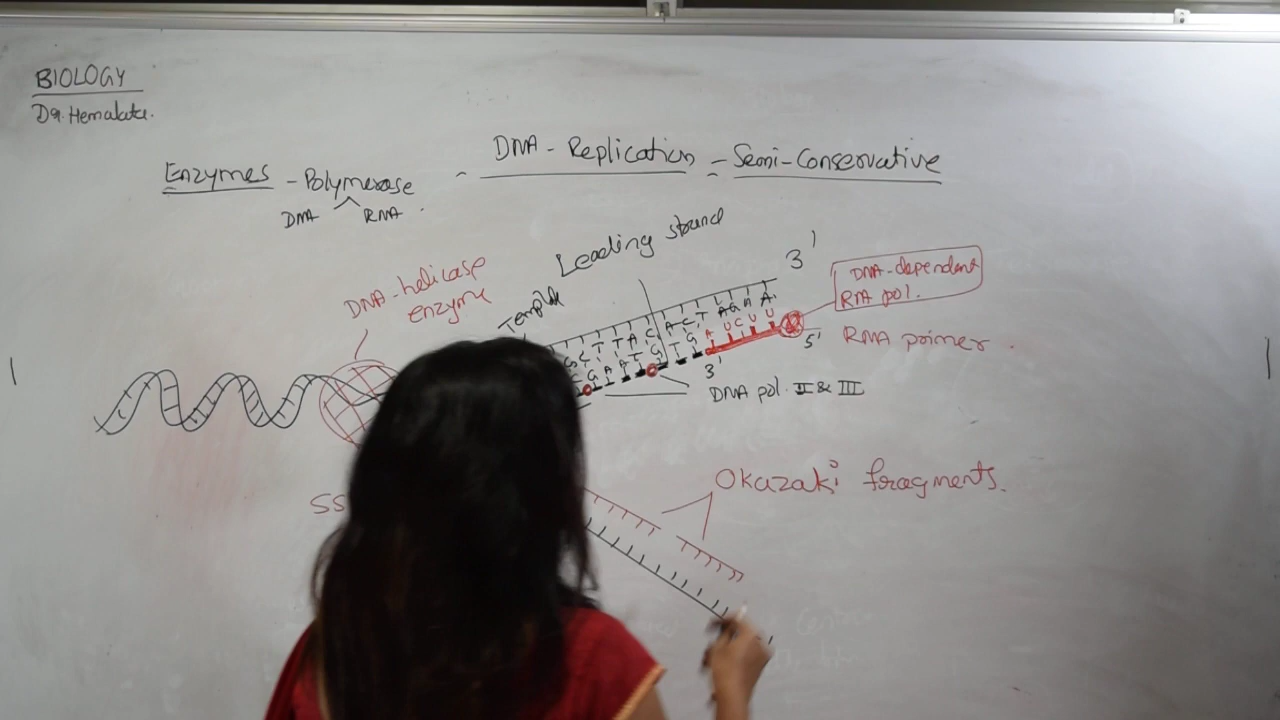 BIOLOGY
Dr. Hemalata.
DNA - Replication - Semi-Conservative
Enzymes - Polymerase
DNA RNA
Leading strand
3'
DNA-helicase
enzyme
DNA-dependent
RNA pol.
Template
A U C U U
5'
RNA primer
3'
DNA pol. II & III
Okazaki fragments.
SS